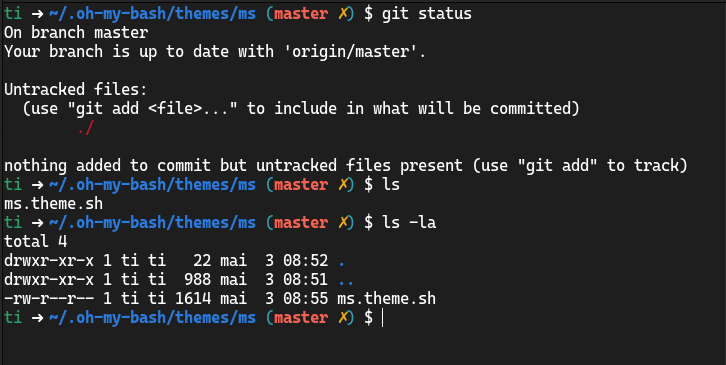 ti ➜ ~/.oh-my-bash/themes/ms (master ✗) $ git status
On branch master
Your branch is up to date with 'origin/master'.

Untracked files:
  (use "git add <file>..." to include in what will be committed)
        ./

nothing added to commit but untracked files present (use "git add" to track)
ti ➜ ~/.oh-my-bash/themes/ms (master ✗) $ ls
ms.theme.sh
ti ➜ ~/.oh-my-bash/themes/ms (master ✗) $ ls -la
total 4
drwxr-xr-x 1 ti ti   22 mai  3 08:52 .
drwxr-xr-x 1 ti ti  988 mai  3 08:51 ..
-rw-r--r-- 1 ti ti 1614 mai  3 08:55 ms.theme.sh
ti ➜ ~/.oh-my-bash/themes/ms (master ✗) $